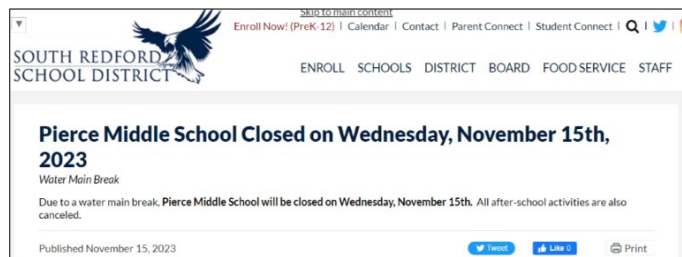 Skip to main content
Enroll Now! (PreK-12) | Calendar | Contact | Parent Connect | Student Connect |
SOUTH REDFORD
SCHOOL DISTRICT
ENROLL SCHOOLS DISTRICT BOARD FOOD SERVICE STAFF
Pierce Middle School Closed on Wednesday, November 15th,
2023
Water Main Break
Due to a water main break, Pierce Middle School will be closed on Wednesday, November 15th. All after-school activities are also
canceled.
Published November 15, 2023
Tweet
Like 0
Print